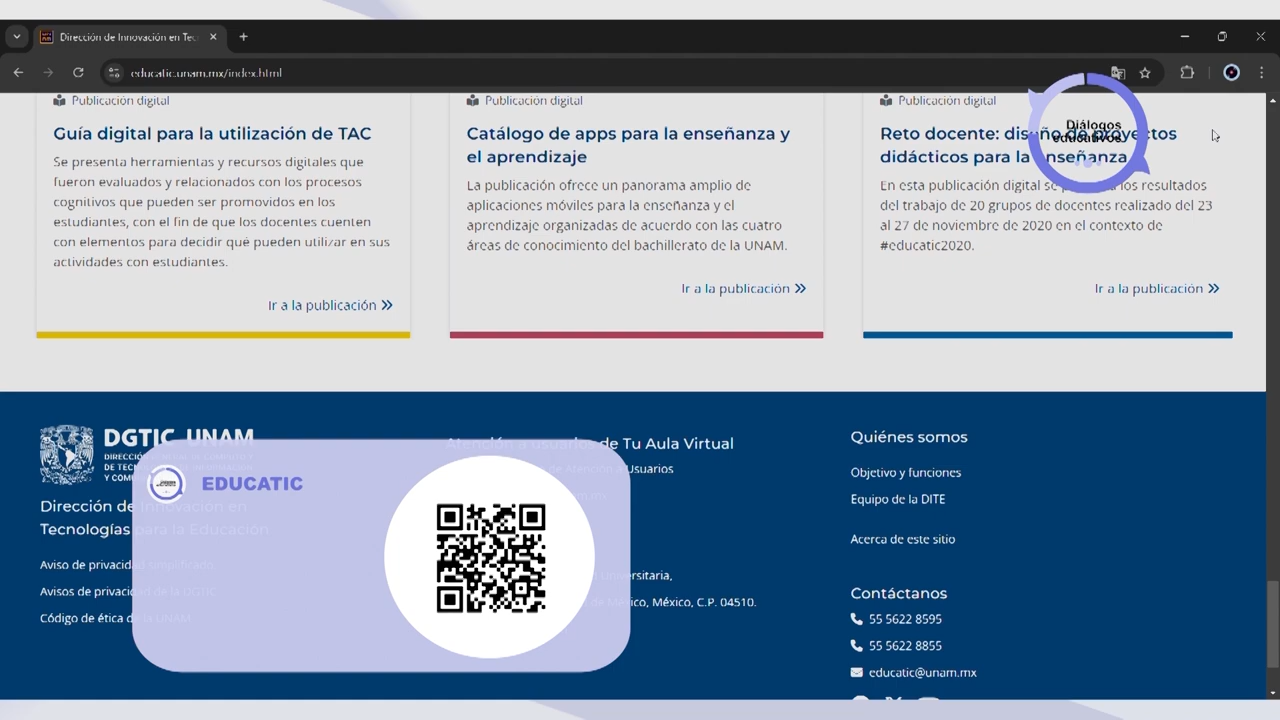 Dirección de Innovación en Tec
educatic.unam.mx/index.html
Publicación digital
Guía digital para la utilización de TAC
Se presenta herramientas y recursos digitales que
fueron evaluados y relacionados con los procesos
cognitivos que pueden ser promovidos en los
estudiantes, con el fin de que los docentes cuenten
con elementos para decidir qué pueden utilizar en sus
actividades con estudiantes.
Ir a la publicación
Publicación digital
Catálogo de apps para la enseñanza y
el aprendizaje
La publicación ofrece un panorama amplio de
aplicaciones móviles para la enseñanza y el
aprendizaje organizadas de acuerdo con las cuatro
áreas de conocimiento del bachillerato de la UNAM.
Ir a la publicación
Publicación digital
Reto docente: diseño de proyectos
didácticos para la enseñanza
En esta publicación digital se los resultados
del trabajo de 20 grupos de docentes realizado del 23
al 27 de noviembre de 2020 en el contexto de
#educatic2020.
Ir a la publicación
Diálogos
educativos
DGTIC UNAM
Dirección de Innovación en
Tecnologías para la Educación
Aviso de privacidad simplificado
Avisos de privacidad de la DGTIC
Código de ética de la UNAM
EDUCATIC
Atención a usuarios de Tu Aula Virtual
de Atención a Usuarios
universitaria,
de México, México, C.P. 04510.
Quiénes somos
Objetivo y funciones
Equipo de la DITE
Acerca de este sitio
Contáctanos
55 5622 8595
55 5622 8855
educatic@unam.mx